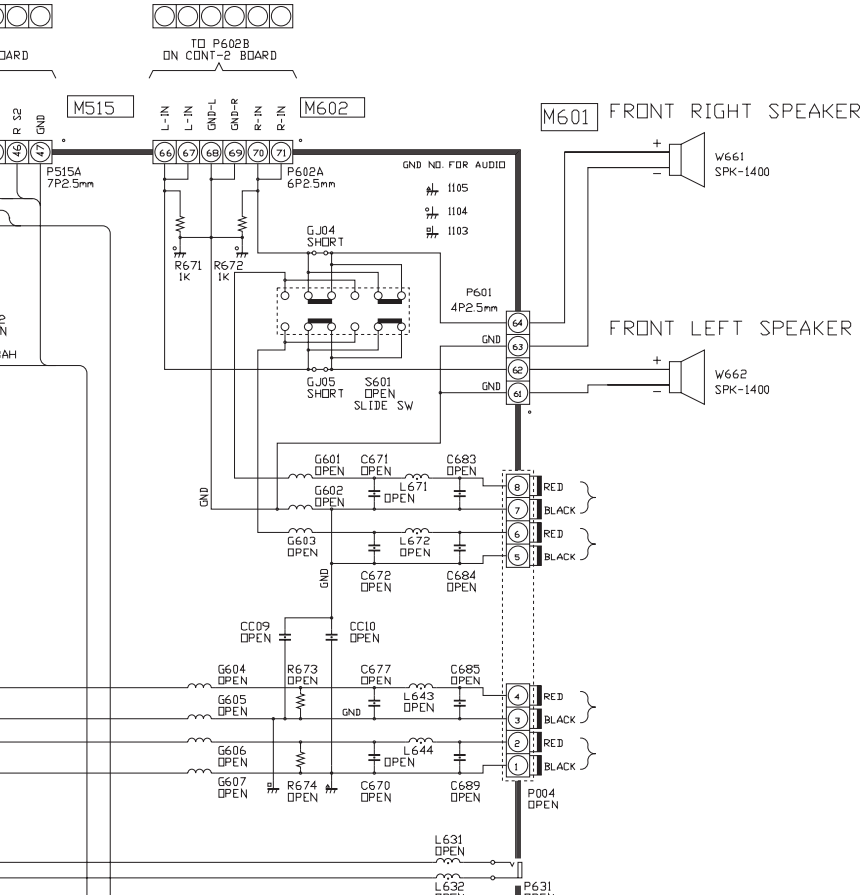 TO P602B
ON CONT-2 BOARD
M515
M602
M601
FRONT RIGHT SPEAKER
R S2
GND
L-IN
L-IN
GND-L
GND-R
R-IN
R-IN
46
47
66
67
68
69
70
71
P515A
7P2.5mm
P602A
6P2.5mm
GND NO. FOR AUDIO
1105
1104
1103
+
-
W661
SPK-1400
R671
1K
R672
1K
GJ04
SHORT
P601
4P2.5mm
64
GND
63
62
GND
61
FRONT LEFT SPEAKER
+
-
W662
SPK-1400
GJ05
SHORT
S601
OPEN
SLIDE SW
G601
OPEN
C671
OPEN
L671
C683
OPEN
G602
OPEN
GND
8
RED
7
BLACK
6
RED
5
BLACK
G603
OPEN
L672
OPEN
C672
OPEN
C684
OPEN
GND
CC09
OPEN
CC10
OPEN
G604
OPEN
R673
OPEN
C677
OPEN
C685
OPEN
L643
OPEN
G605
OPEN
GND
4
RED
3
BLACK
2
RED
1
BLACK
G606
OPEN
L644
OPEN
G607
OPEN
R674
OPEN
C670
OPEN
C689
OPEN
P004
OPEN
L631
OPEN
L632
P631